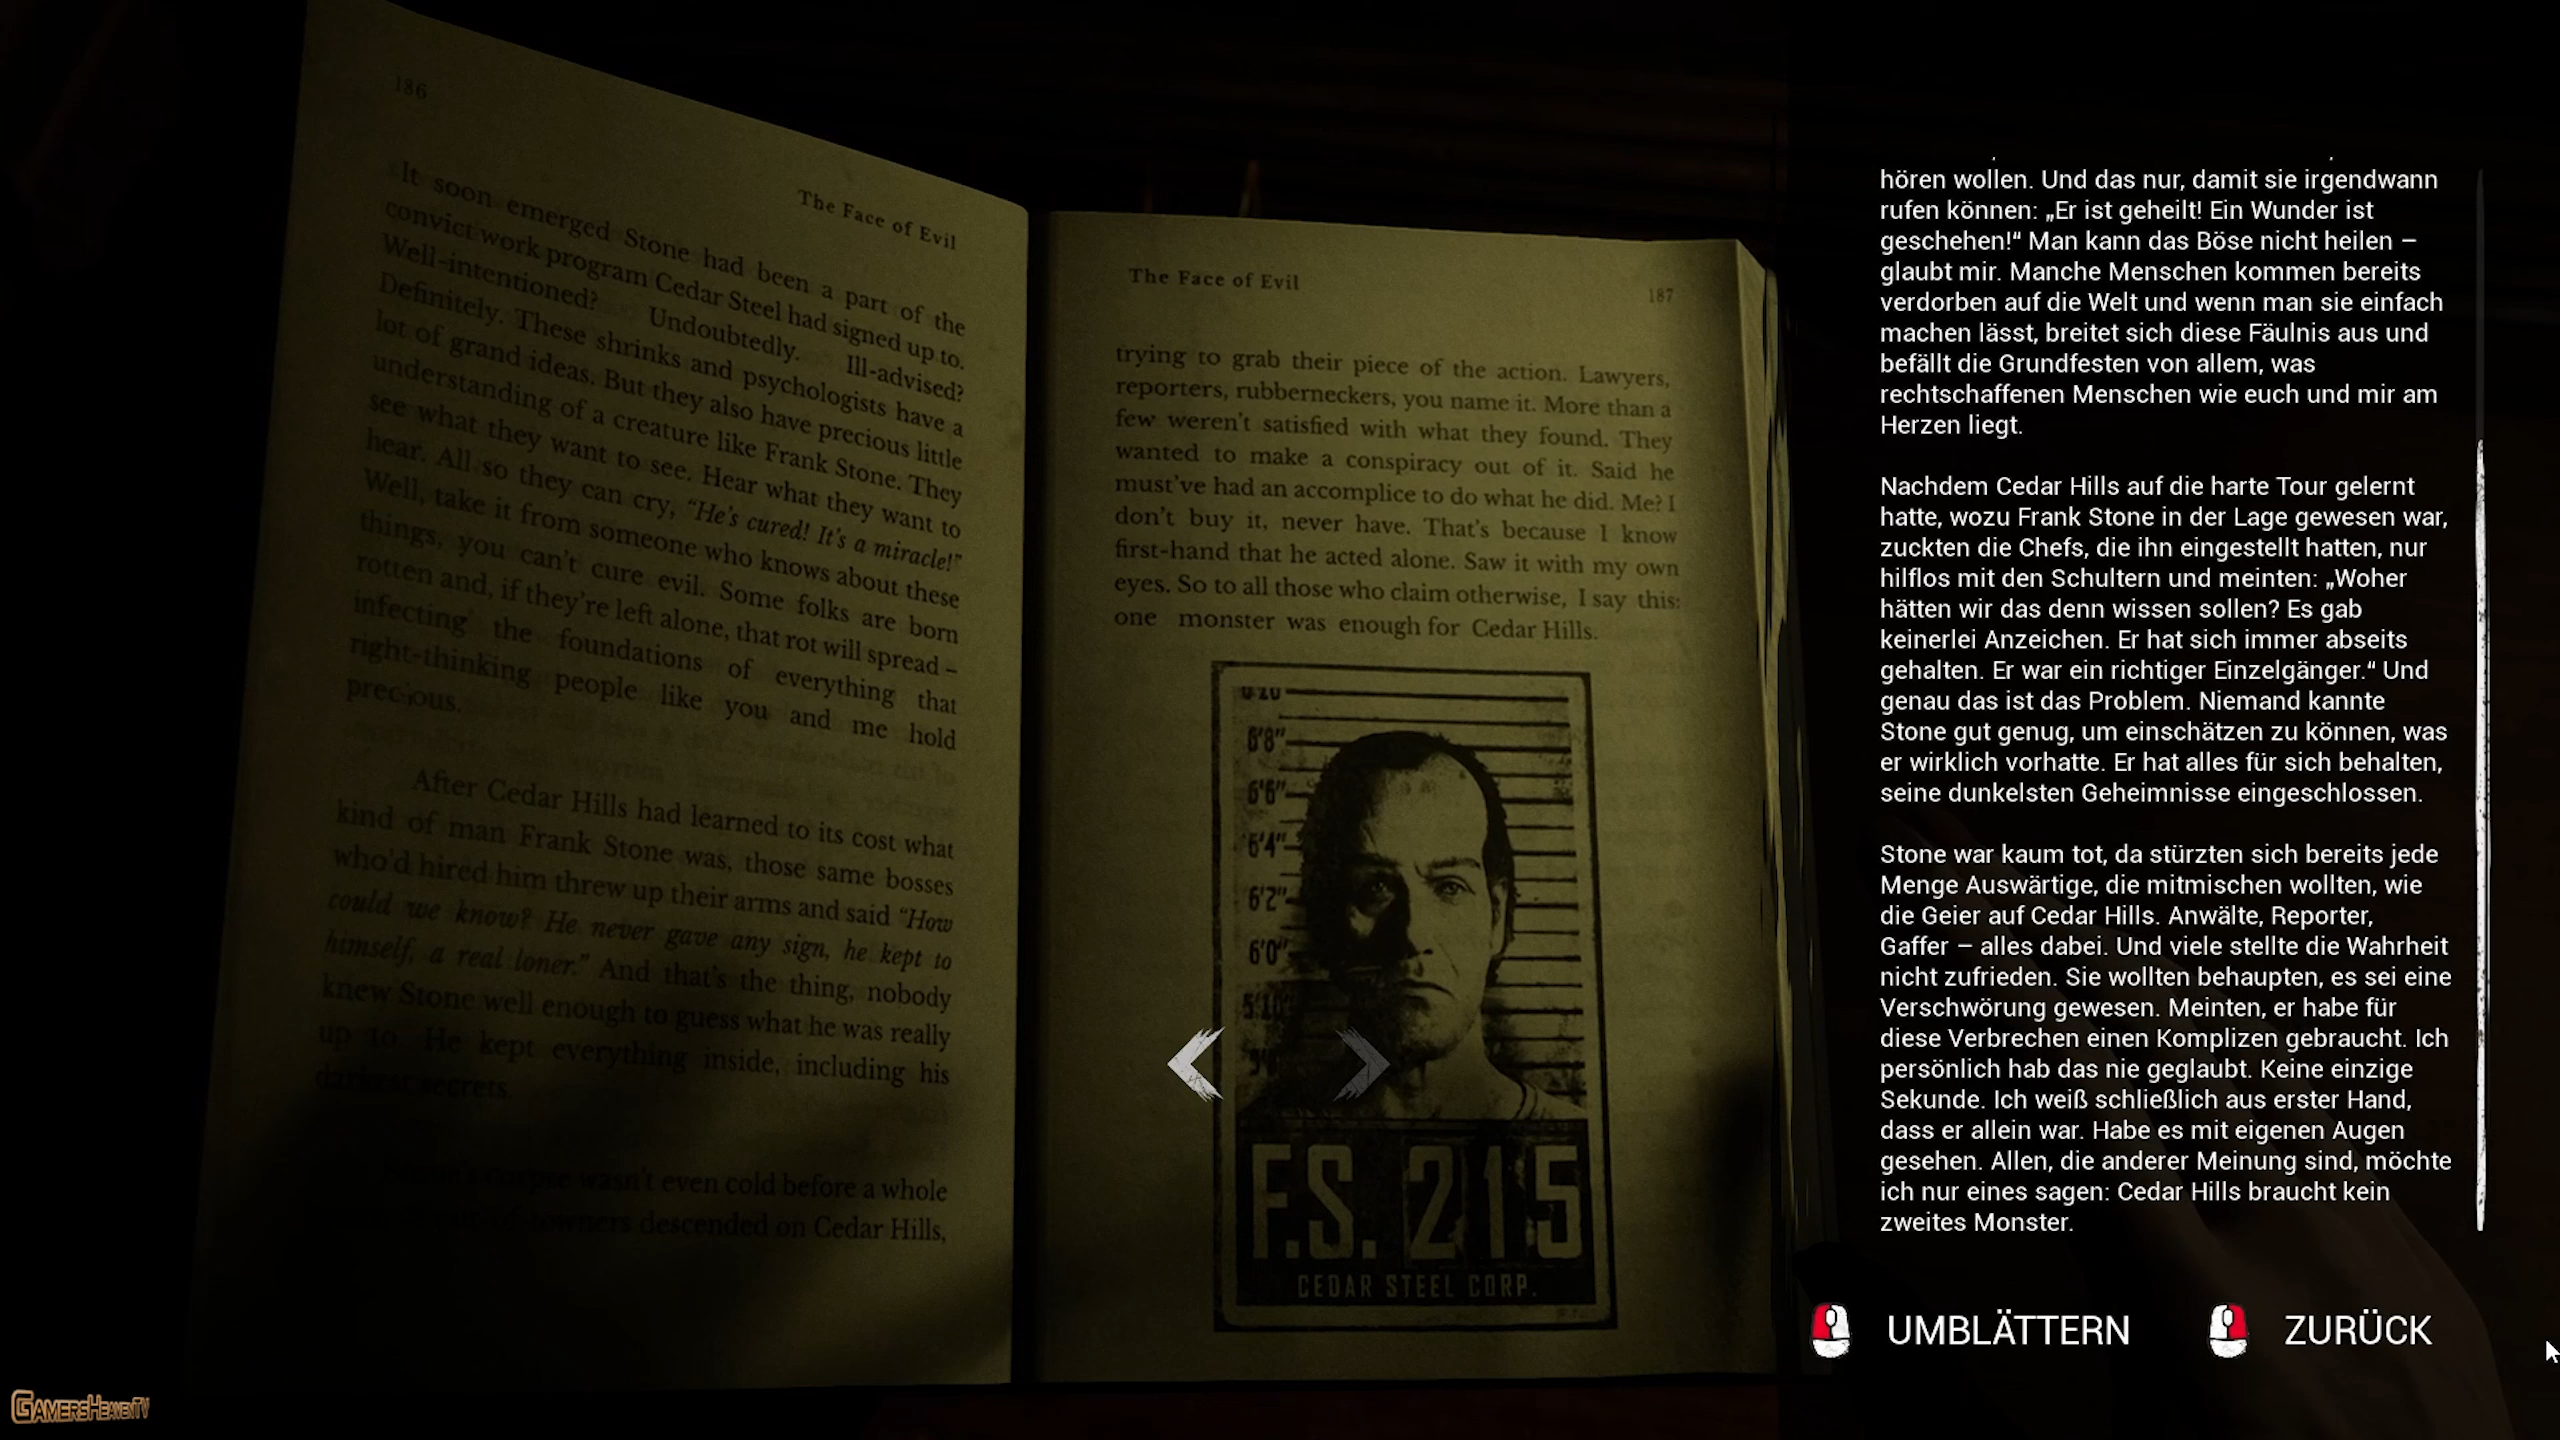 186
The Face of Evil
It soon emerged Stone had been a part of the
convict work program Cedar Steel had signed up to.
Well-intentioned? Undoubtedly. Ill-advised?
Definitely. These shrinks and psychologists have a
lot of grand ideas. But they also have precious little
understanding of a creature like Frank Stone. They
see what they want to see. Hear what they want to
hear. All so they can cry, “He’s cured! It’s a miracle!”
Well, take it from someone who knows about these
things, you can’t cure evil. Some folks are born
rotten and, if they’re left alone, that rot will spread –
infecting the foundations of everything that
right-thinking people like you and me hold
precious.
After Cedar Hills had learned to its cost what
kind of man Frank Stone was, those same bosses
who’d hired him threw up their arms and said “How
could we know? He never gave any sign, he kept to
himself, a real loner.” And that’s the thing, nobody
knew Stone well enough to guess what he was really
up to. He kept everything inside, including his
darkest secrets.
corpse wasn’t even cold before a whole
descended on Cedar Hills,
The Face of Evil
187
trying to grab their piece of the action. Lawyers,
reporters, rubberneckers, you name it. More than a
few weren’t satisfied with what they found. They
wanted to make a conspiracy out of it. Said he
must’ve had an accomplice to do what he did. Me? I
don’t buy it, never have. That’s because I know
first-hand that he acted alone. Saw it with my own
eyes. So to all those who claim otherwise, I say this:
one monster was enough for Cedar Hills.
6'8"
6'6"
6'4"
6'2"
6'0"
5'10"
F.S. 215
CEDAR STEEL CORP.
hören wollen. Und das nur, damit sie irgendwann
rufen können: „Er ist geheilt! Ein Wunder ist
geschehen!“ Man kann das Böse nicht heilen –
glaubt mir. Manche Menschen kommen bereits
verdorben auf die Welt und wenn man sie einfach
machen lässt, breitet sich diese Fäulnis aus und
befällt die Grundfesten von allem, was
rechtschaffenen Menschen wie euch und mir am
Herzen liegt.
Nachdem Cedar Hills auf die harte Tour gelernt
hatte, wozu Frank Stone in der Lage gewesen war,
zuckten die Chefs, die ihn eingestellt hatten, nur
hilflos mit den Schultern und meinten: „Woher
hätten wir das denn wissen sollen? Es gab
keinerlei Anzeichen. Er hat sich immer abseits
gehalten. Er war ein richtiger Einzelgänger.“ Und
genau das ist das Problem. Niemand kannte
Stone gut genug, um einschätzen zu können, was
er wirklich vorhatte. Er hat alles für sich behalten,
seine dunkelsten Geheimnisse eingeschlossen.
Stone war kaum tot, da stürzten sich bereits jede
Menge Auswärtige, die mitmischen wollten, wie
die Geier auf Cedar Hills. Anwälte, Reporter,
Gaffer – alles dabei. Und viele stellte die Wahrheit
nicht zufrieden. Sie wollten behaupten, es sei eine
Verschwörung gewesen. Meinten, er habe für
diese Verbrechen einen Komplizen gebraucht. Ich
persönlich hab das nie geglaubt. Keine einzige
Sekunde. Ich weiß schließlich aus erster Hand,
dass er allein war. Habe es mit eigenen Augen
gesehen. Allen, die anderer Meinung sind, möchte
ich nur eines sagen: Cedar Hills braucht kein
zweites Monster.
UMBLÄTTERN
ZURÜCK
GAMERSHEAVENTV